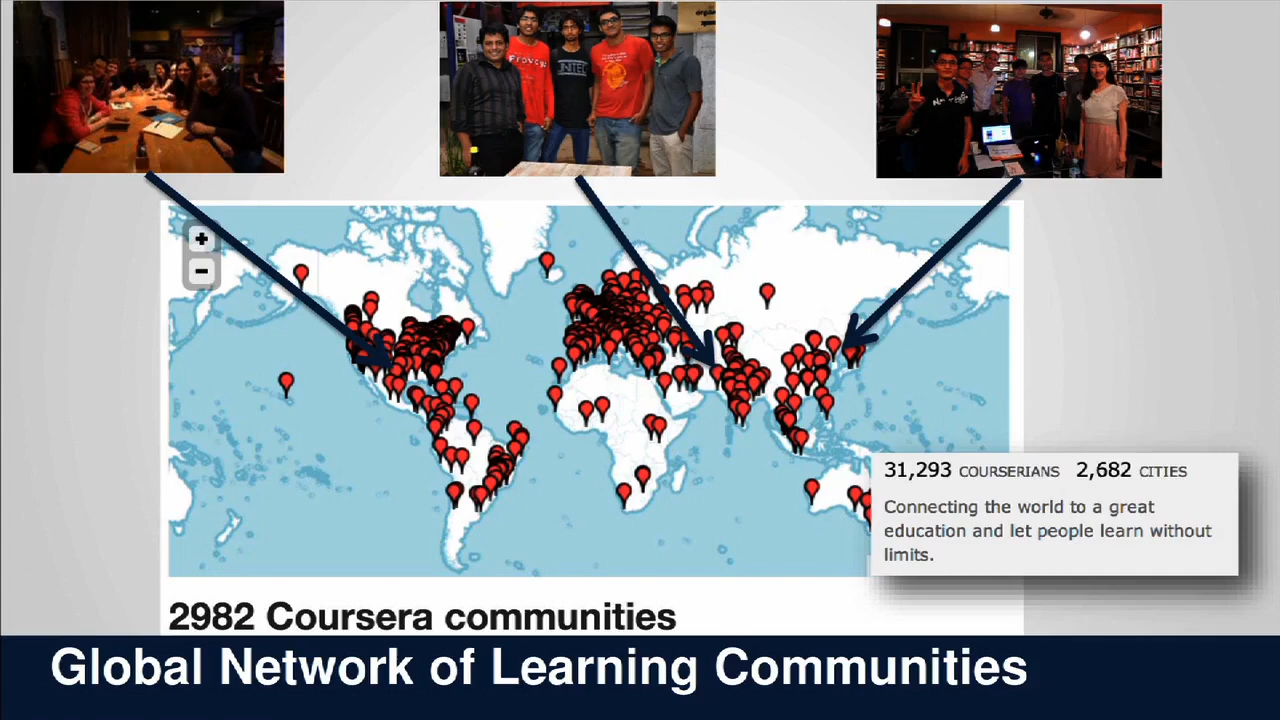 +
−
31,293 COURSERIANS 2,682 CITIES
Connecting the world to a great
education and let people learn without
limits.
2982 Coursera communities
Global Network of Learning Communities